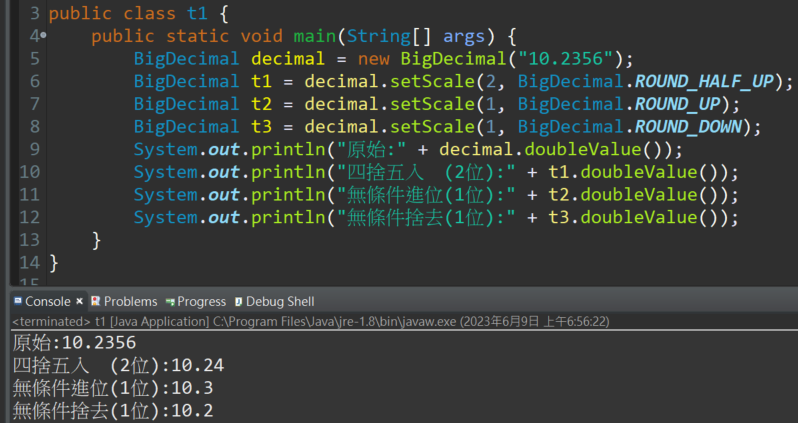 3 public class t1 {
4 public static void main(String[] args) {
5 BigDecimal decimal = new BigDecimal("10.2356");
6 BigDecimal t1 = decimal.setScale(2, BigDecimal.ROUND_HALF_UP);
7 BigDecimal t2 = decimal.setScale(1, BigDecimal.ROUND_UP);
8 BigDecimal t3 = decimal.setScale(1, BigDecimal.ROUND_DOWN);
9 System.out.println("原始:" + decimal.doubleValue());
10 System.out.println("四捨五入　(2位):" + t1.doubleValue());
11 System.out.println("無條件進位(1位):" + t2.doubleValue());
12 System.out.println("無條件捨去(1位):" + t3.doubleValue());
13 }
14 }
15
Console Problems Progress Debug Shell
<terminated> t1 [Java Application] C:\Program Files\Java\jre-1.8\bin\javaw.exe (2023年6月9日 上午6:56:22)
原始:10.2356
四捨五入　(2位):10.24
無條件進位(1位):10.3
無條件捨去(1位):10.2